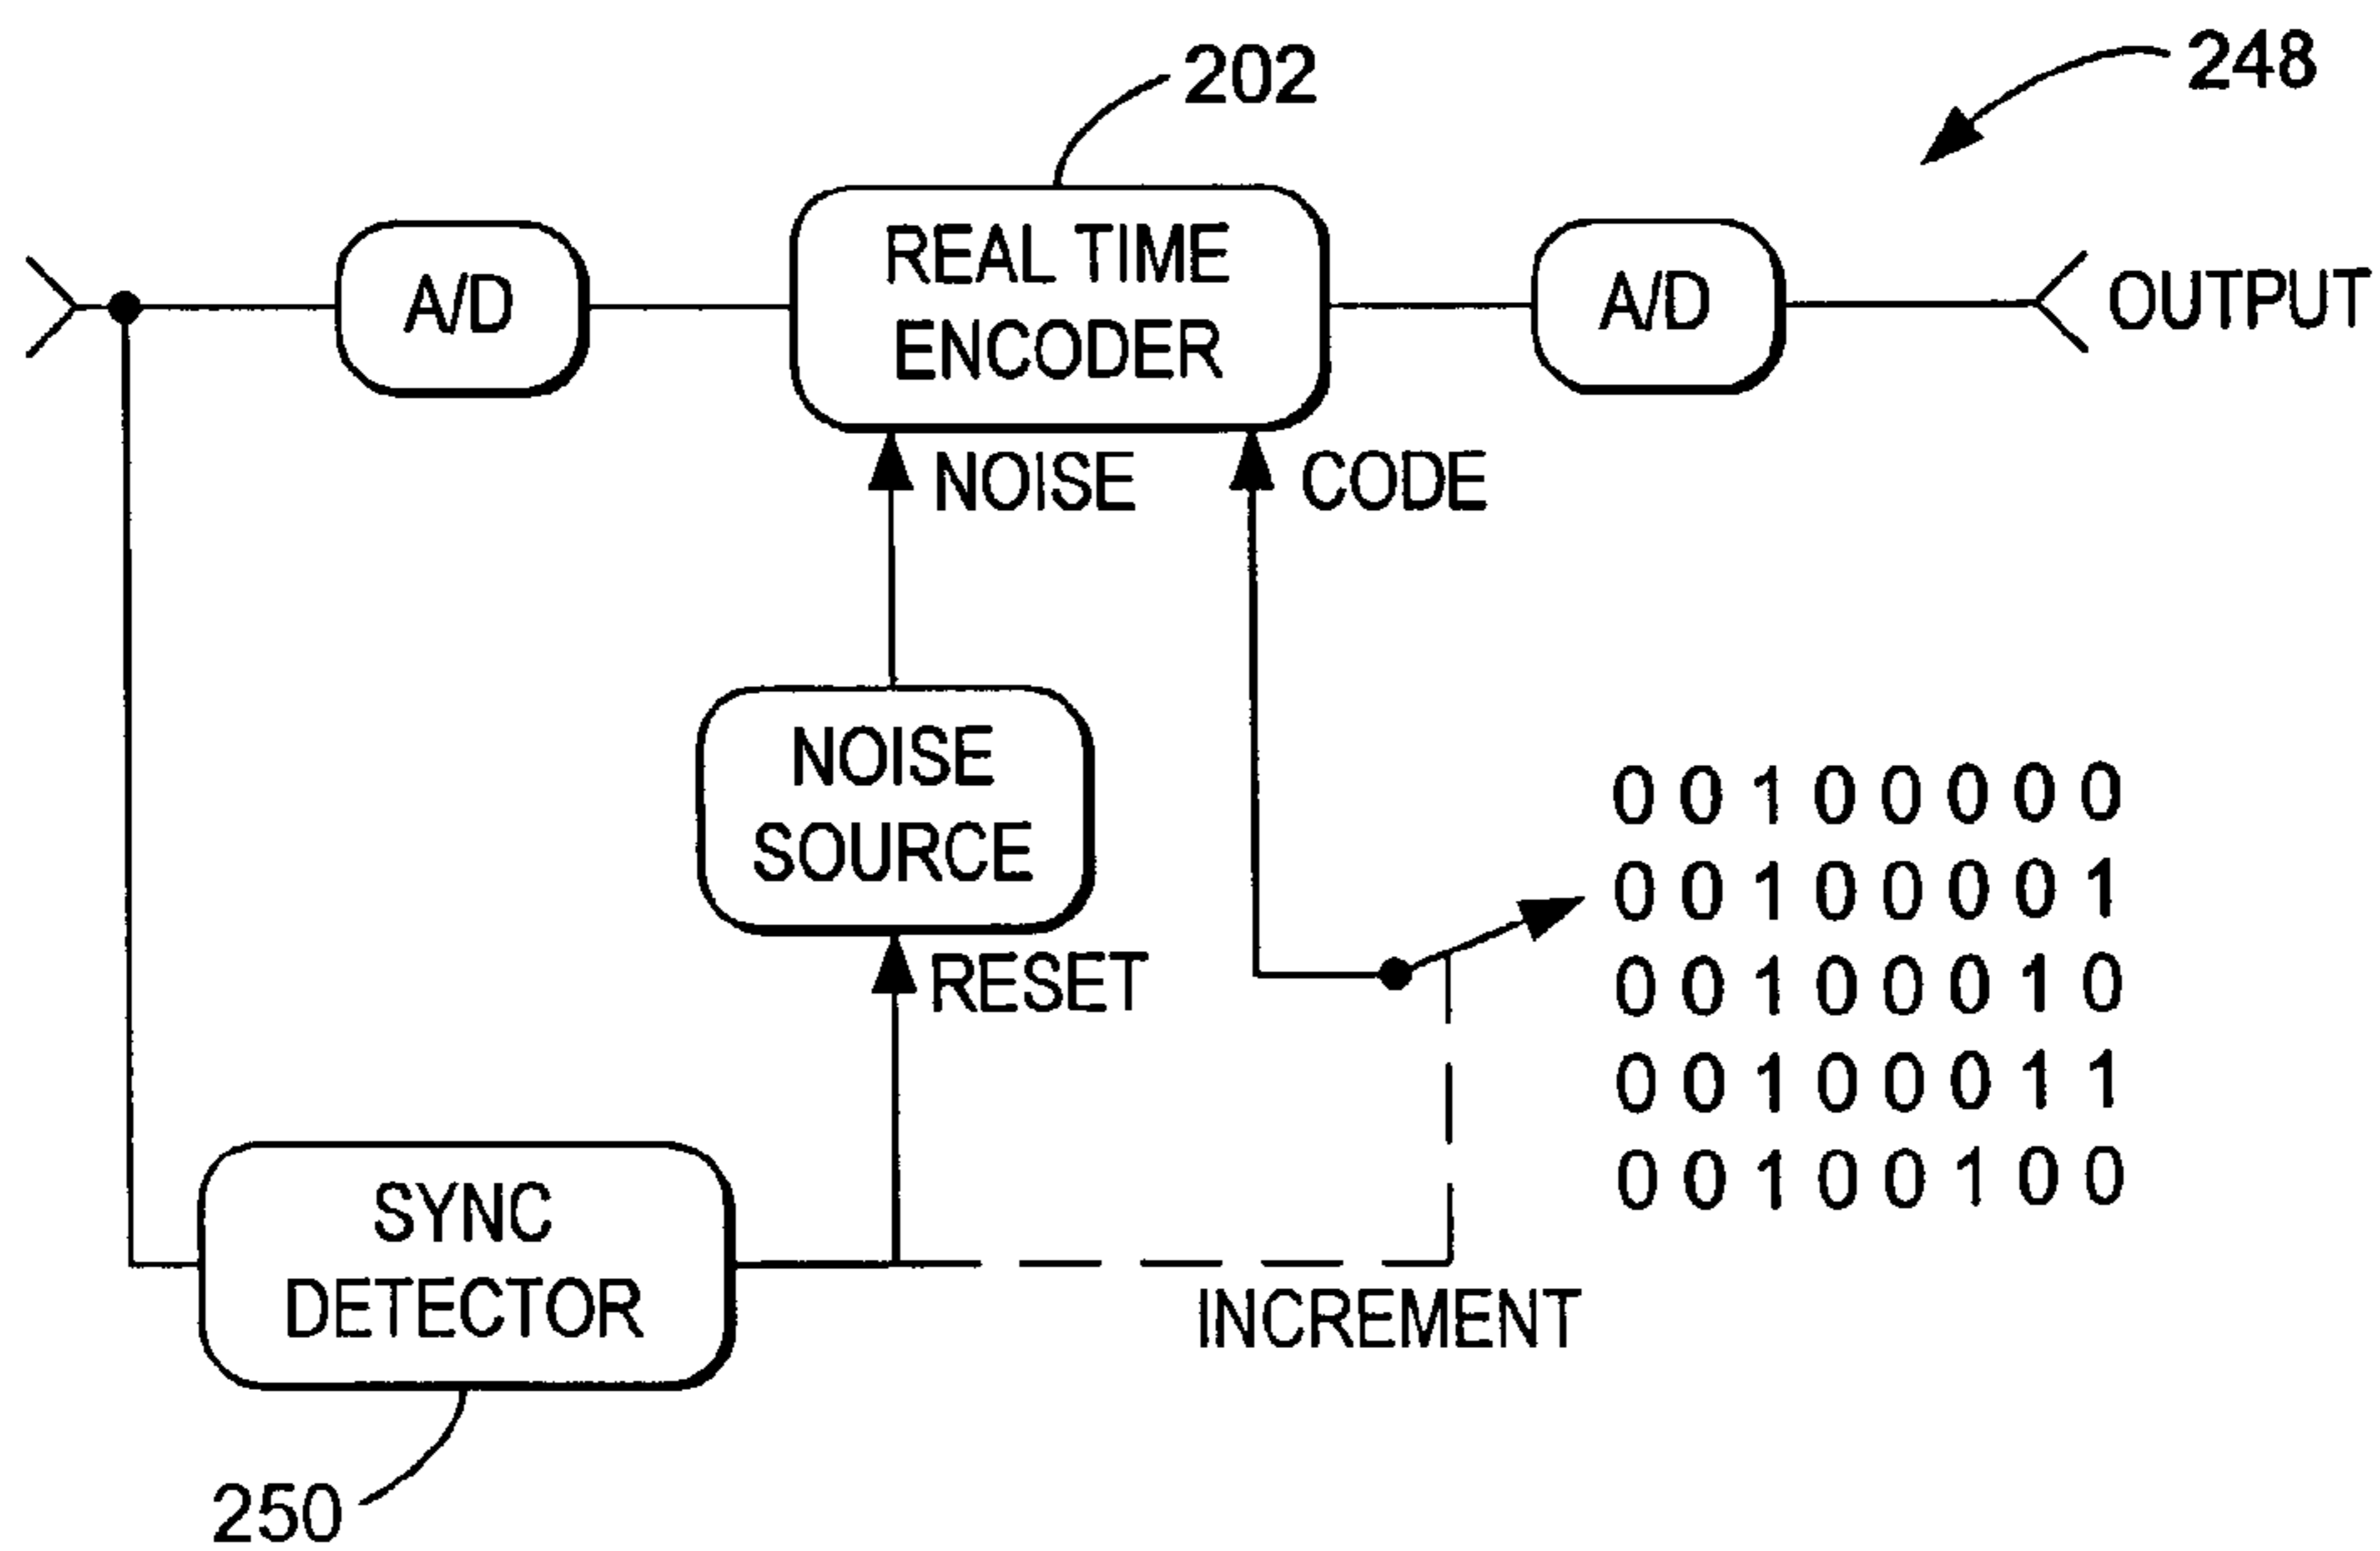 202
248
A/D
REAL TIME
ENCODER
A/D
OUTPUT
NOISE
CODE
NOISE
SOURCE
RESET
0 0 1 0 0 0 0 0
0 0 1 0 0 0 0 1
0 0 1 0 0 0 1 0
0 0 1 0 0 0 1 1
0 0 1 0 0 1 0 0
SYNC
DETECTOR
INCREMENT
250